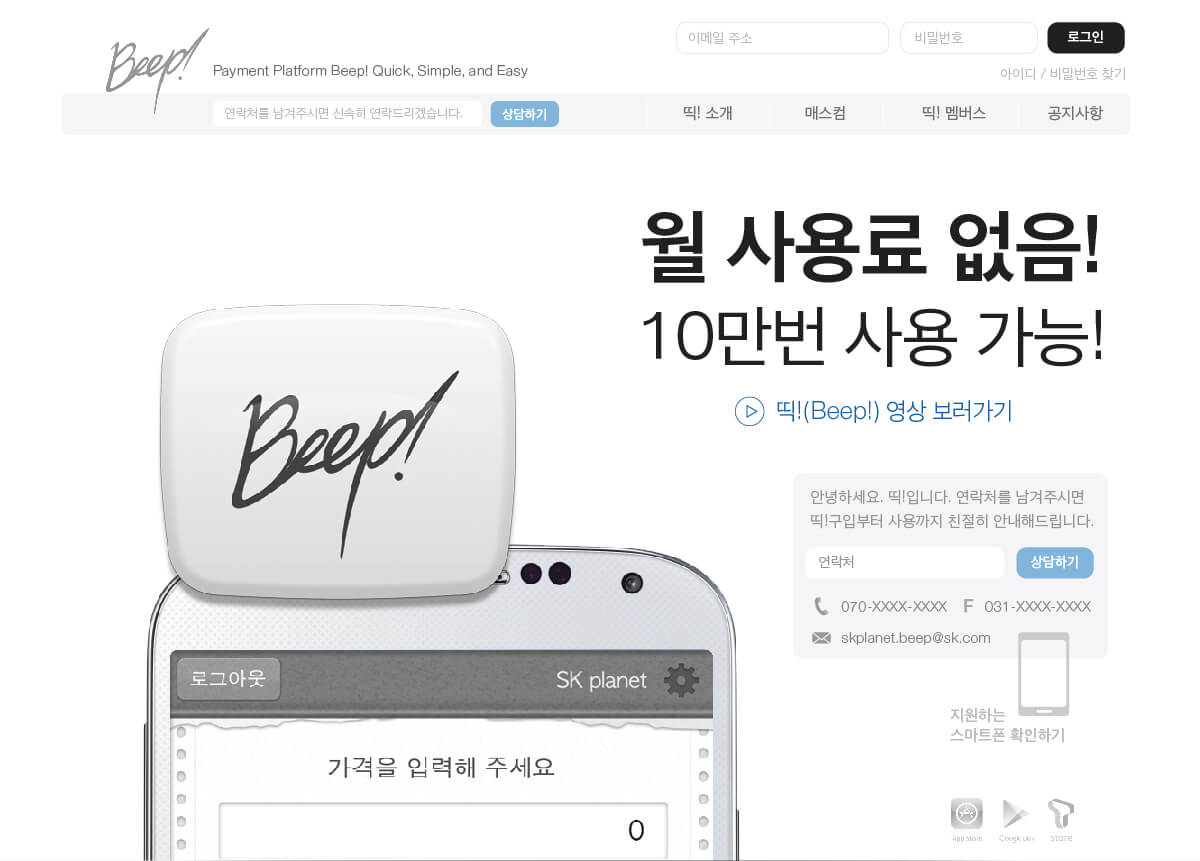 Beep!
이메일 주소
비밀번호
로그인
Payment Platform Beep! Quick, Simple, and Easy
아이디 / 비밀번호 찾기
연락처를 남겨주시면 신속히 연락드리겠습니다.
상담하기
띡! 소개
매스컴
띡! 멤버스
공지사항
월 사용료 없음!
10만번 사용 가능!
띡!(Beep!) 영상 보러가기
Beep!
안녕하세요. 띡!입니다. 연락처를 남겨주시면
띡!구입부터 사용까지 친절히 안내해드립니다.
연락처
상담하기
070-XXXX-XXXX F 031-XXXX-XXXX
skplanet.beep@sk.com
지원하는
스마트폰 확인하기
로그아웃
SK planet
가격을 입력해 주세요
0
App Store
Google play
store